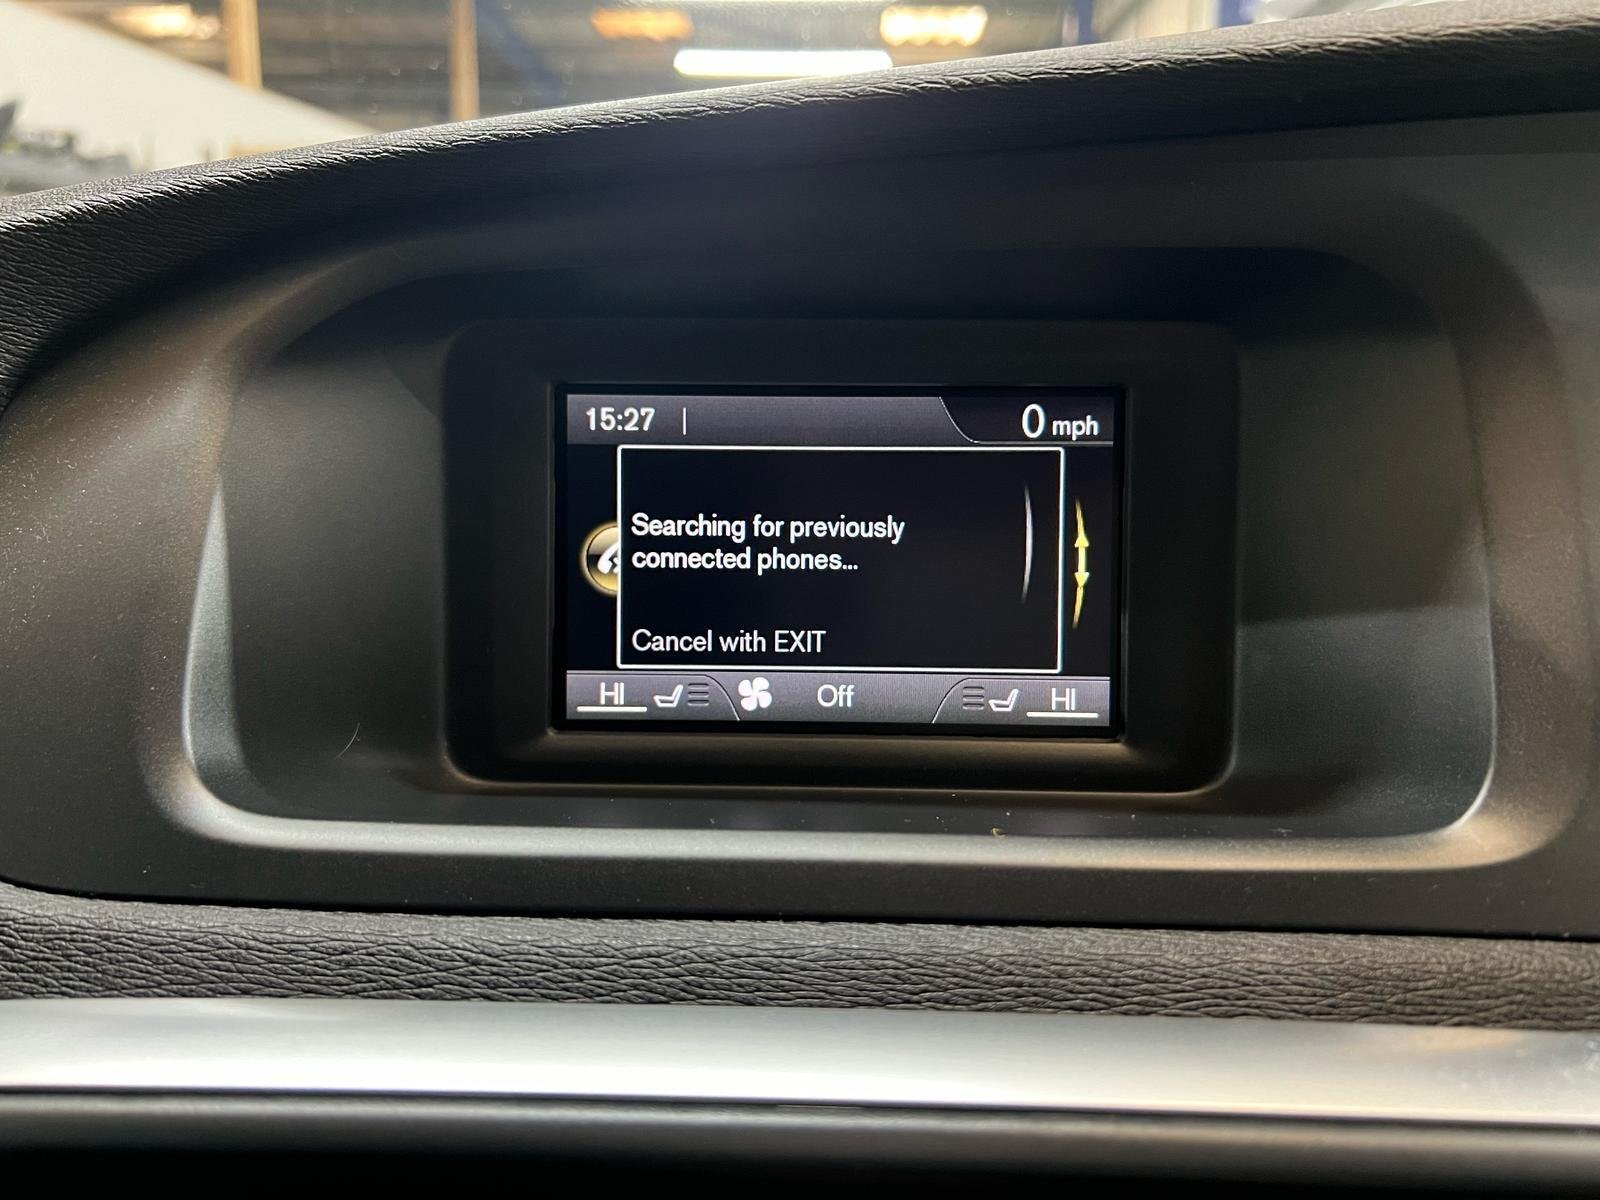 15:27 | 0 mph
Searching for previously
connected phones...
Cancel with EXIT
HI Off HI